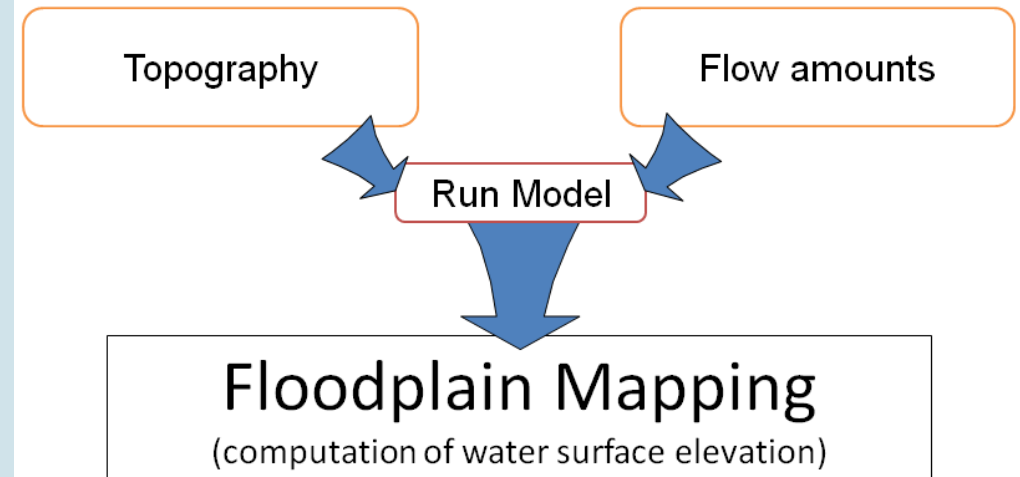 Topography
Flow amounts
Run Model
Floodplain Mapping
(computation of water surface elevation)